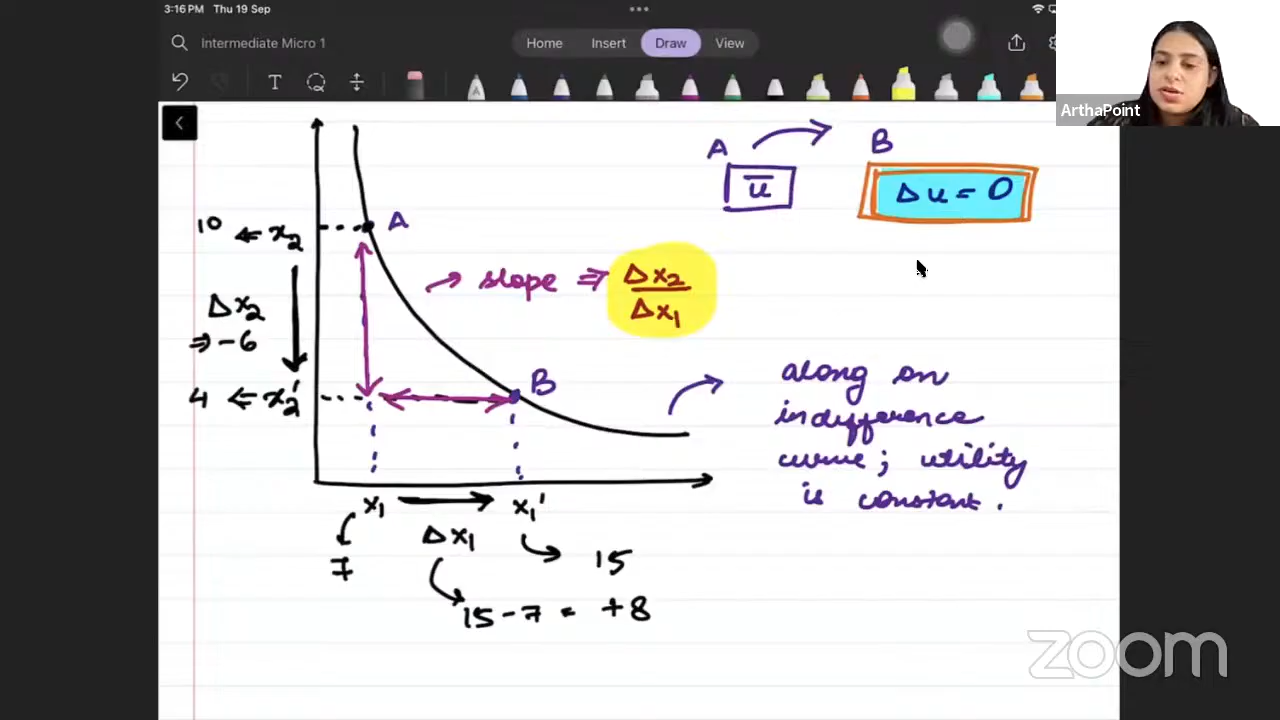 3:16 PM Thu 19 Sep
Intermediate Micro 1
Home Insert Draw View
ArthaPoint
A B
u̅ Δu = 0
10 ← x₂ A
slope ⇒ Δx₂
Δx₁
Δx₂
⇒ -6
4 ← x₂' B
along an
indifference
curve; utility
is constant.
x₁ x₁'
7 Δx₁ 15
15 - 7 = +8
zoom